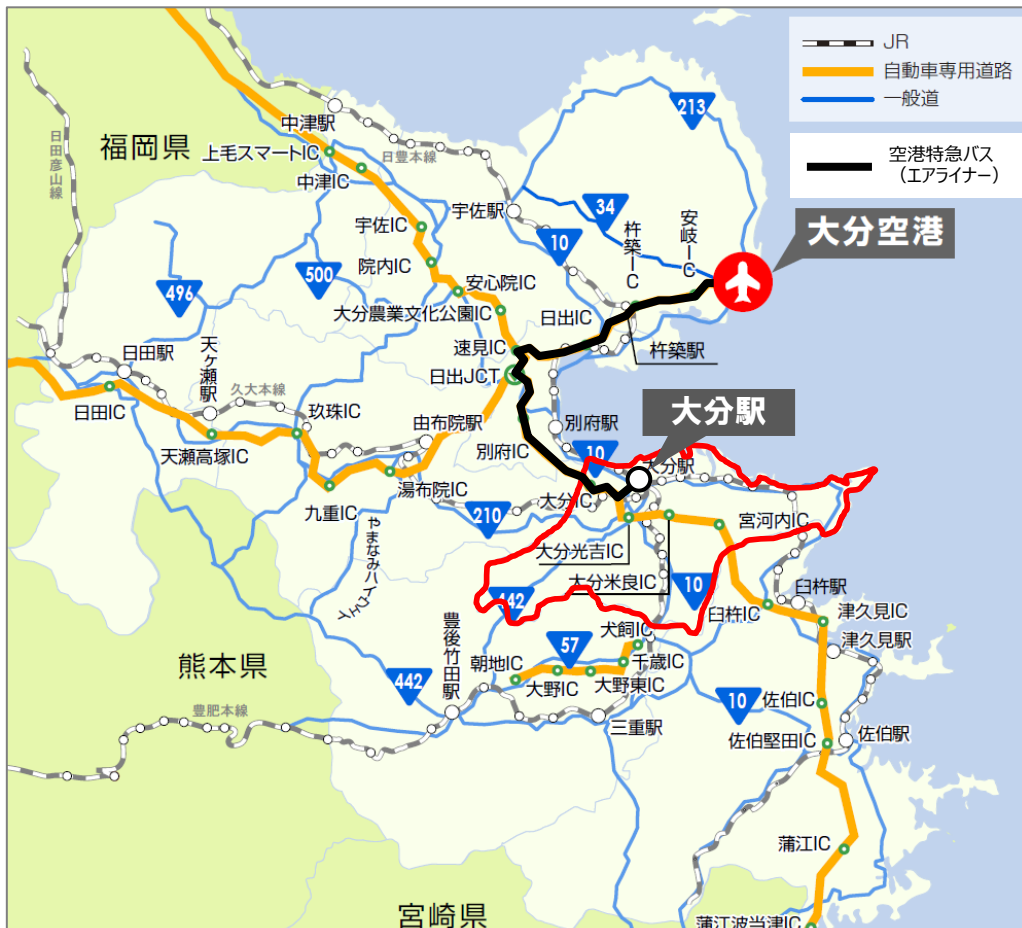 JR
自動車専用道路
一般道
空港特急バス
(エアライナー)
福岡県
日田彦山線
中津駅
上毛スマートIC
日豊本線
中津IC
213
宇佐駅
34
宇佐IC
10
杵築IC
安岐IC
大分空港
院内IC
500
496
安心院IC
大分農業文化公園IC
日出IC
速見IC
杵築駅
日出JCT
日田駅
天ヶ瀬駅
久大本線
日田IC
玖珠IC
由布院駅
別府駅
大分駅
天瀬高塚IC
別府IC
10
大分駅
湯布院IC
九重IC
大分IC
210
宮河内IC
やまなみハイウェイ
大分光吉IC
大分米良IC
10
442
臼杵駅
臼杵IC
津久見IC
豊後竹田駅
犬飼IC
津久見駅
57
朝地IC
千歳IC
熊本県
442
大野IC
大野東IC
10
佐伯IC
豊肥本線
三重駅
佐伯堅田IC
佐伯駅
蒲江IC
宮崎県
蒲江波当津IC